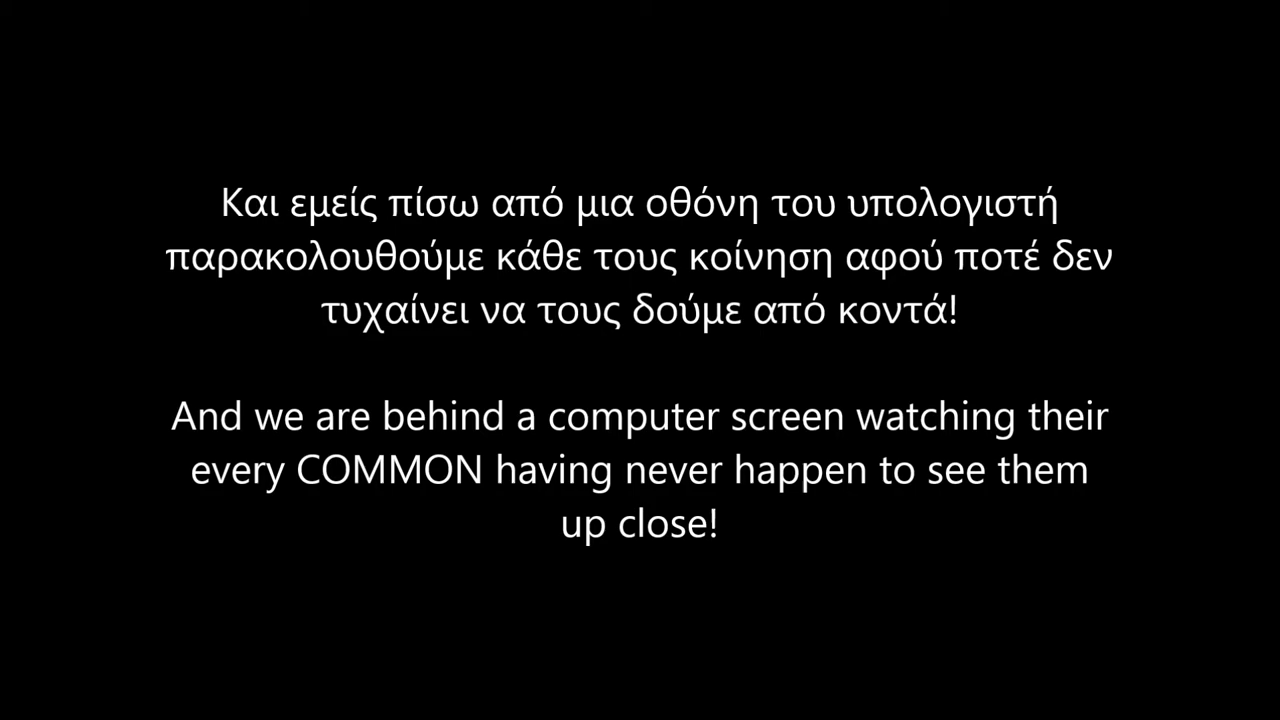 Και εμείς πίσω από μια οθόνη του υπολογιστή
παρακολουθούμε κάθε τους κοίνηση αφού ποτέ δεν
τυχαίνει να τους δούμε από κοντά!
And we are behind a computer screen watching their
every COMMON having never happen to see them
up close!